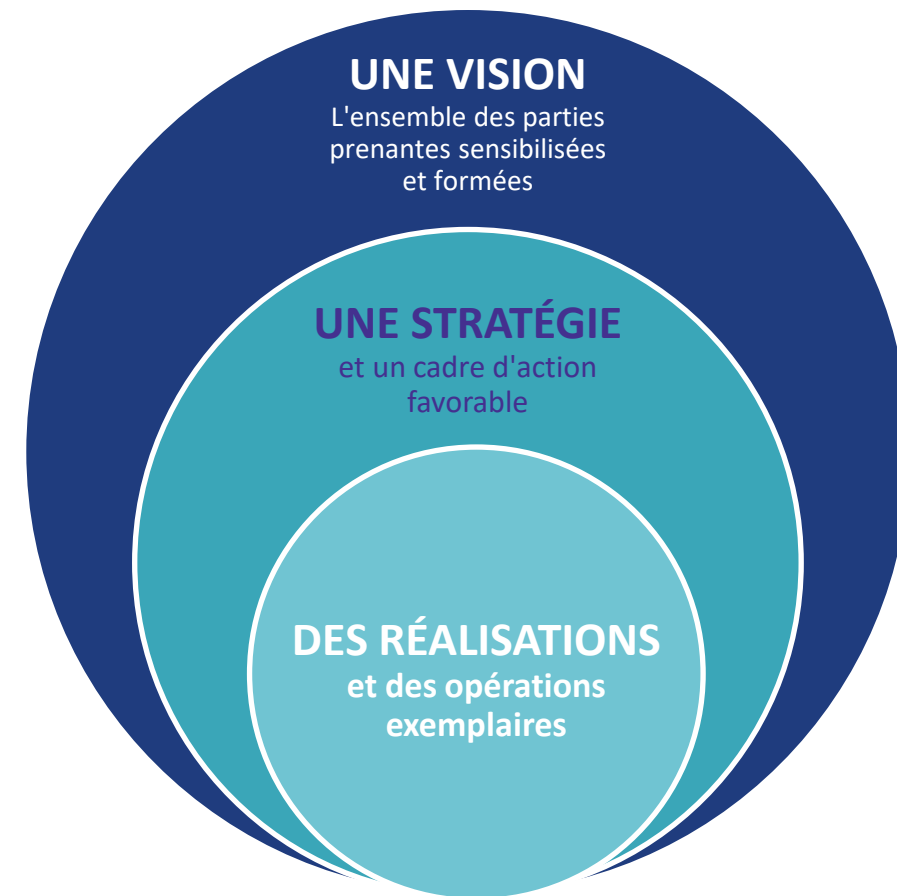 UNE VISION
L'ensemble des parties
prenantes sensibilisées
et formées
UNE STRATÉGIE
et un cadre d'action
favorable
DES RÉALISATIONS
et des opérations
exemplaires